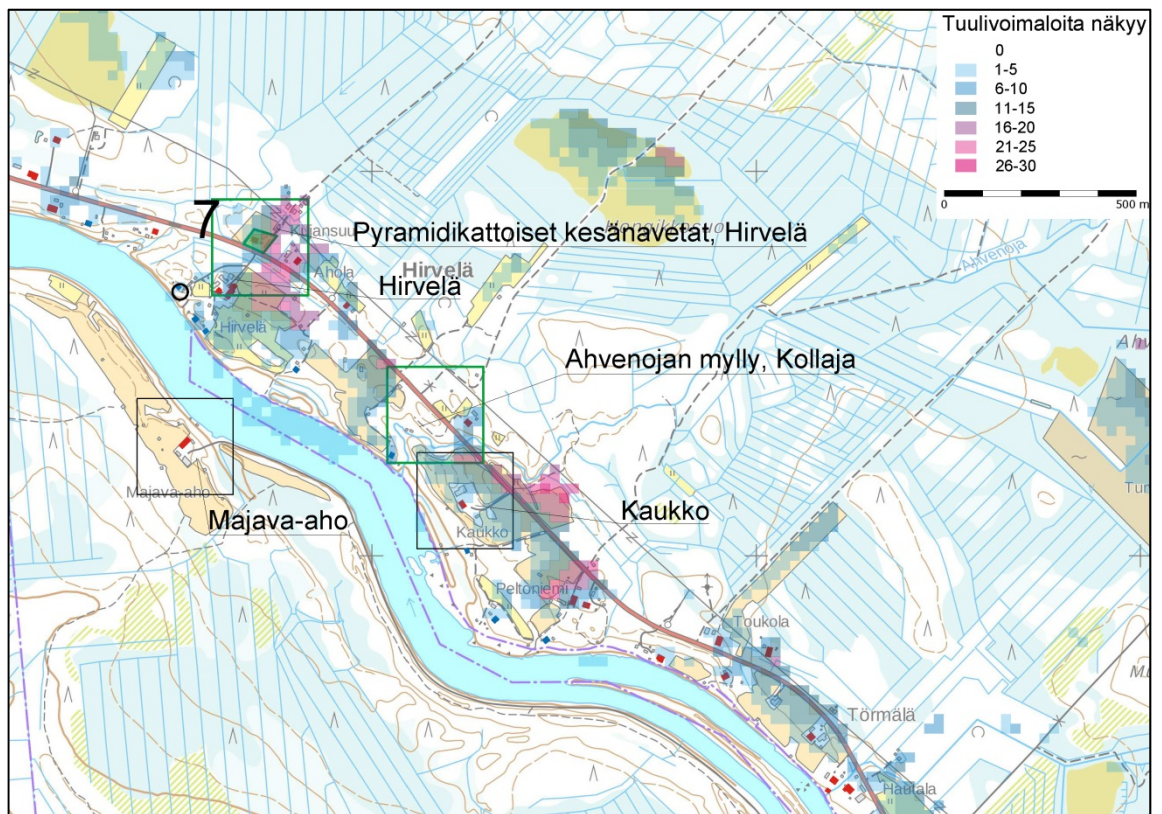 Tuulivoimaloita näkyy
0
1-5
6-10
11-15
16-20
21-25
26-30
0 500 m
7
Pyramidikattoiset kesänavetat, Hirvelä
Ahola
Hirvelä
Hirvelä
Hirvelä
Ahvenoja
Ahvenojan mylly, Kollaja
Majava-aho
Majava-aho
Kaukko
Kaukko
Peltoniemi
Toukola
Törmälä
Hautala